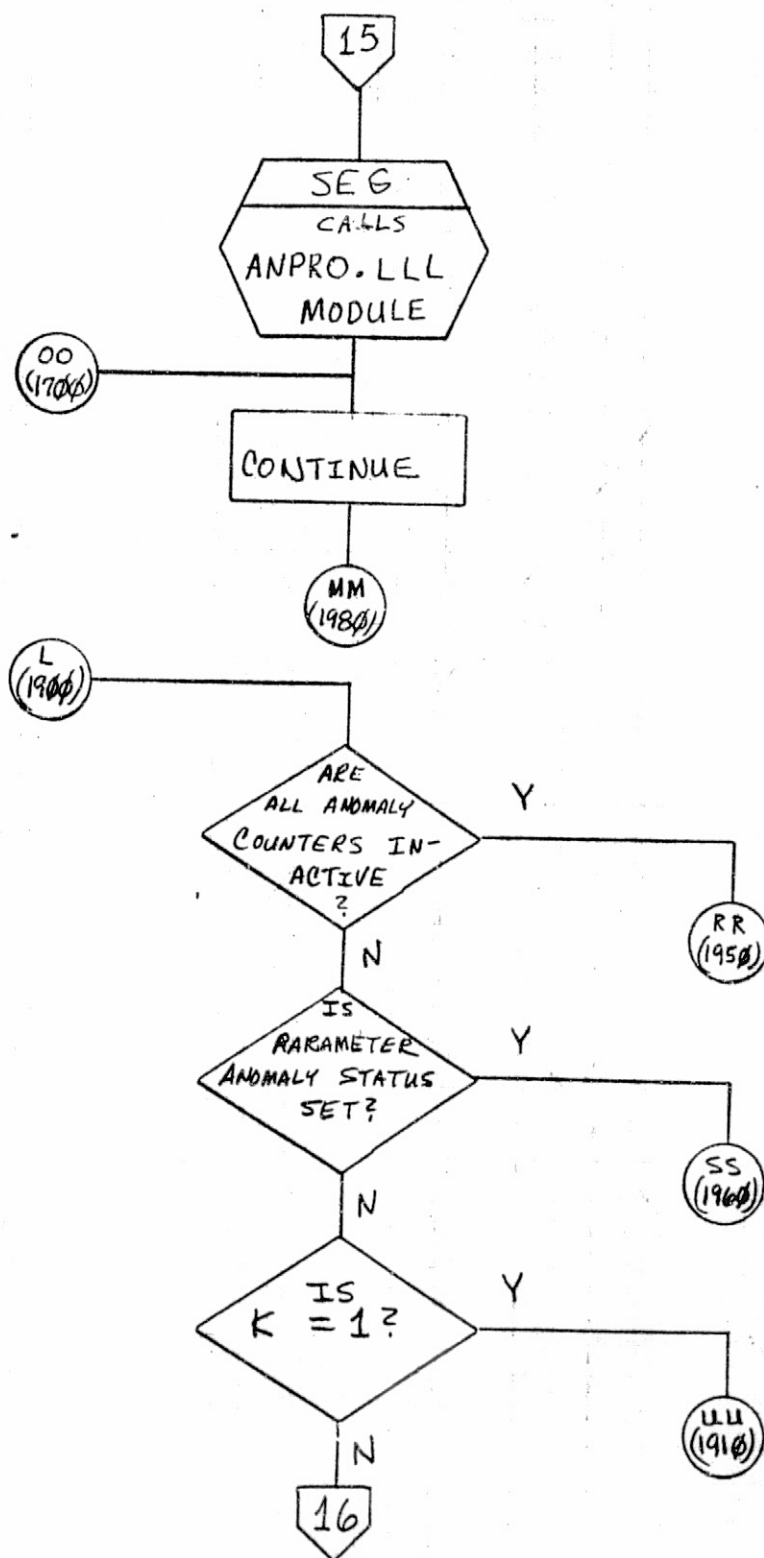 15
SEG
CALLS
ANPRO.LLL
MODULE
OO
(17ØØ)
CONTINUE
MM
(198Ø)
L
(19ØØ)
ARE
ALL ANOMALY
COUNTERS IN-
ACTIVE
?
Y
RR
(195Ø)
N
IS
PARAMETER
ANOMALY STATUS
SET?
Y
SS
(196Ø)
N
IS
K = 1?
Y
UU
(191Ø)
N
16